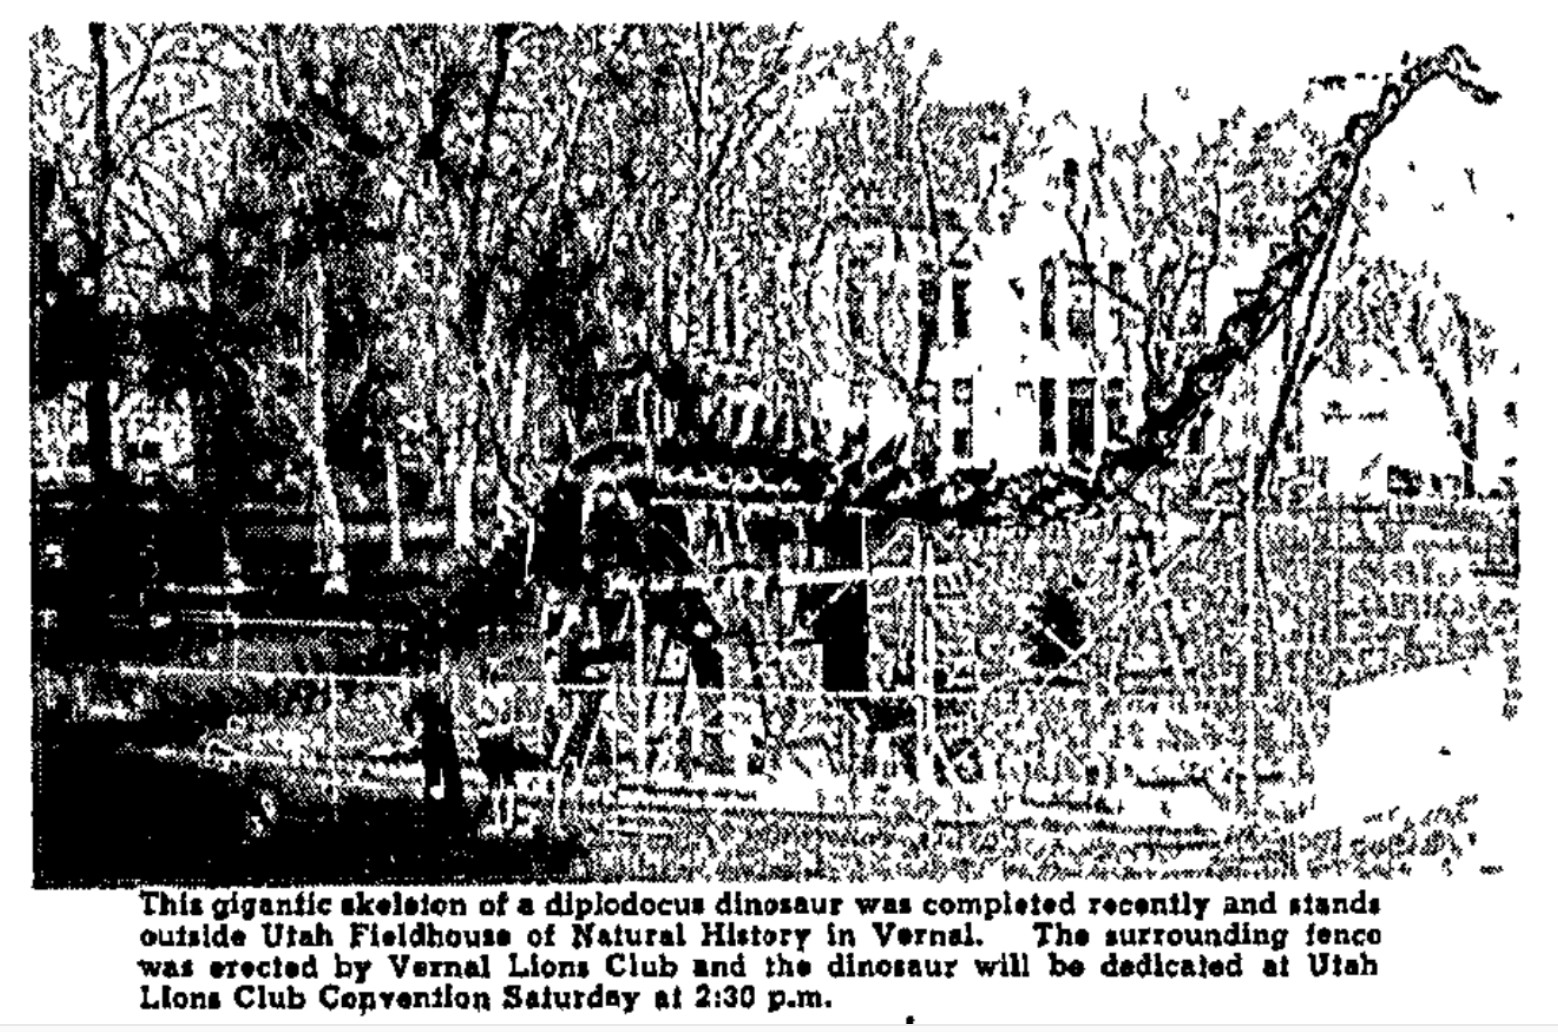 This gigantic skeleton of a diplodocus dinosaur was completed recently and stands
outside Utah Fieldhouse of Natural History in Vernal. The surrounding fence
was erected by Vernal Lions Club and the dinosaur will be dedicated at Utah
Lions Club Convention Saturday at 2:30 p.m.